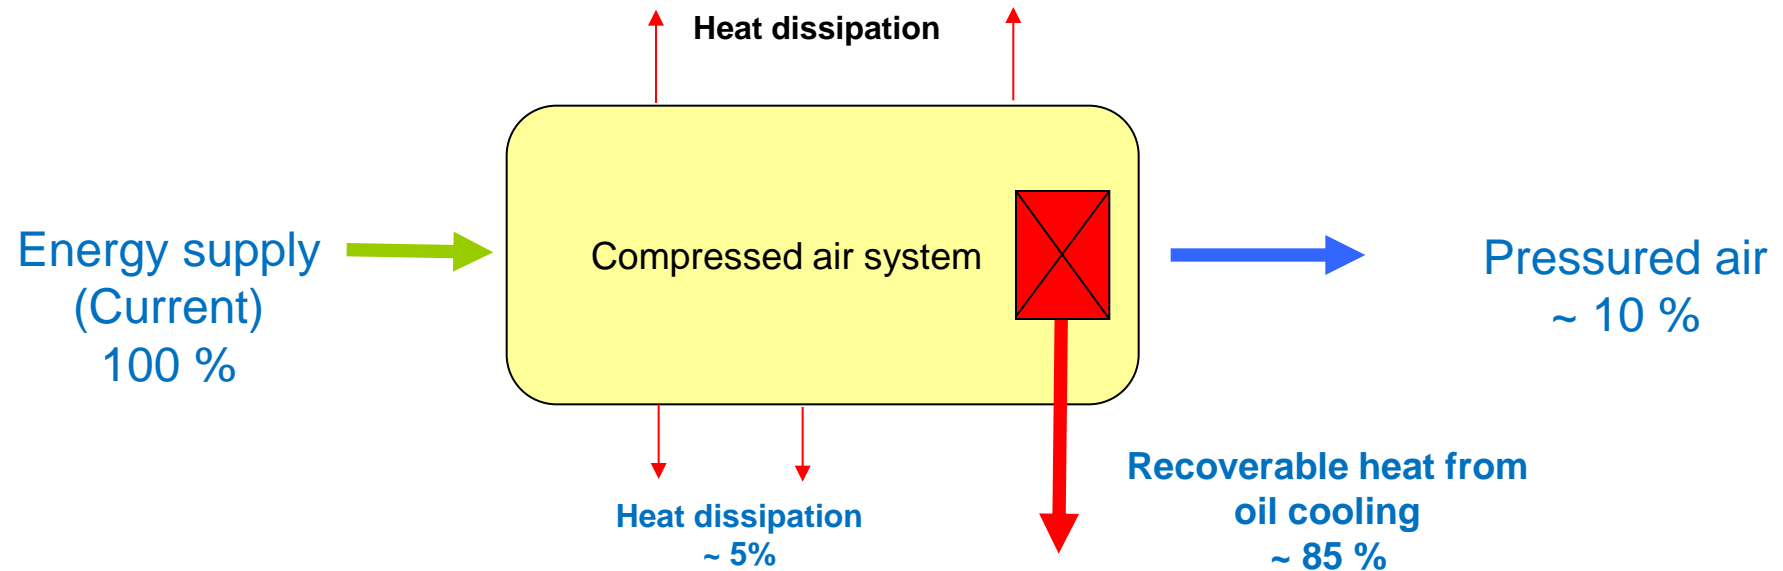 Heat dissipation
Energy supply
(Current)
100 %
Compressed air system
Pressured air
~ 10 %
Heat dissipation
~ 5%
Recoverable heat from
oil cooling
~ 85 %